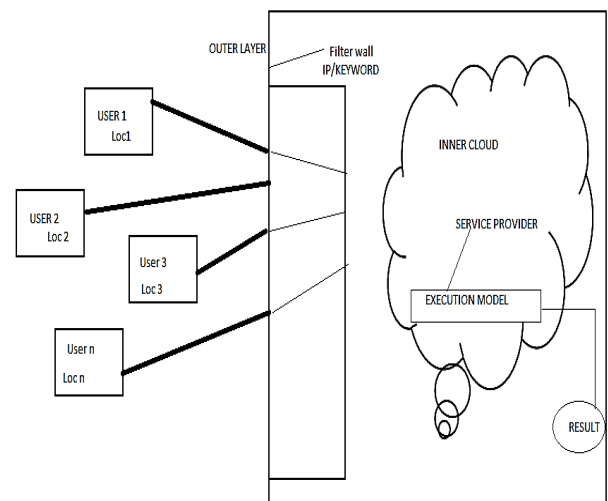 OUTER LAYER
Filter wall
IP/KEYWORD
USER 1
Loc1
USER 2
Loc 2
User 3
Loc 3
User n
Loc n
INNER CLOUD
SERVICE PROVIDER
EXECUTION MODEL
RESULT